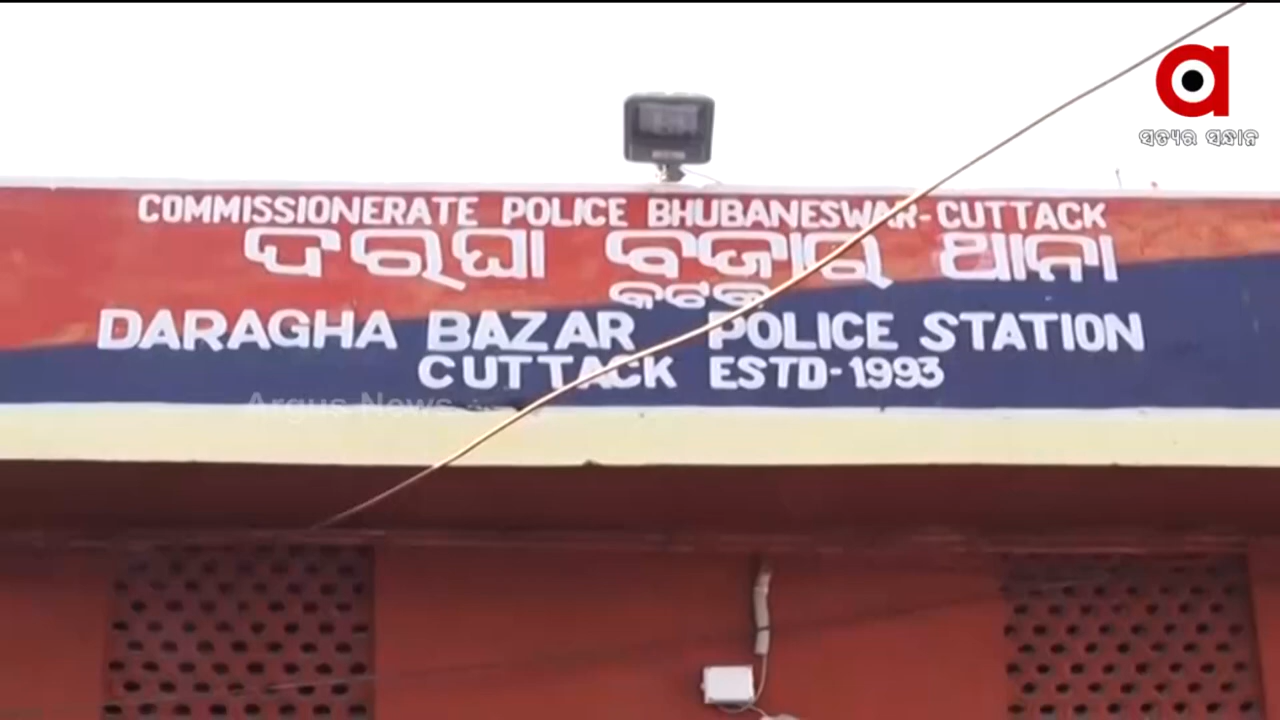 ସତ୍ୟର ସନ୍ଧାନ
COMMISSIONERATE POLICE BHUBANESWAR-CUTTACK
ଦରଘା ବଜାର ଥାନା
କଟକ
DARAGHA BAZAR POLICE STATION
CUTTACK ESTD-1993
Argus News